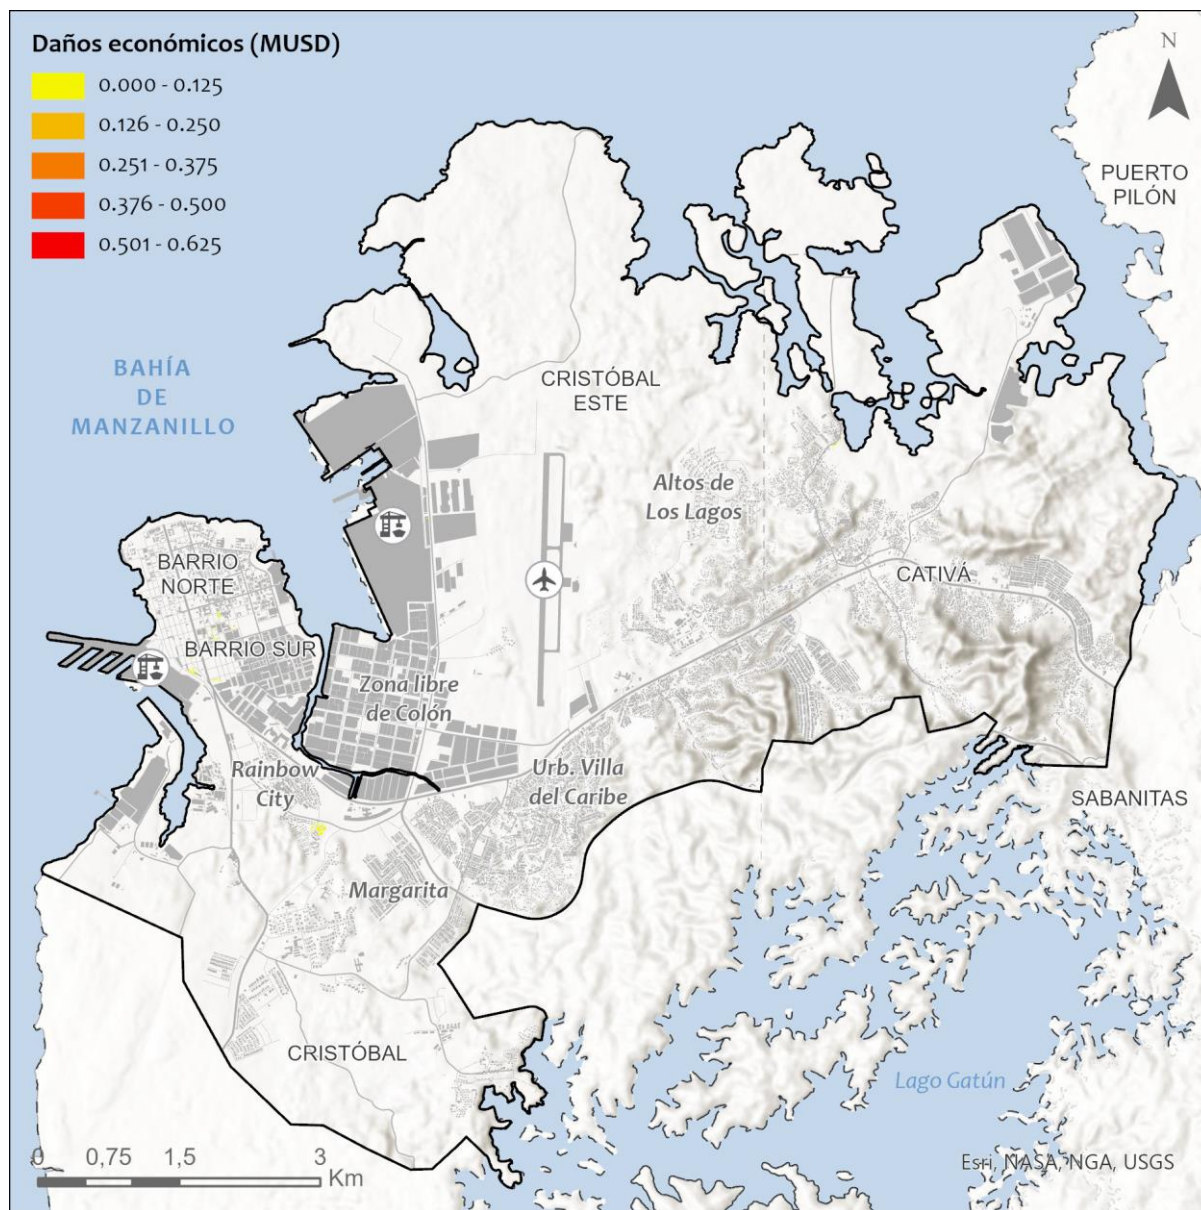 Daños económicos (MUSD)
0.000 - 0.125
0.126 - 0.250
0.251 - 0.375
0.376 - 0.500
0.501 - 0.625
N
PUERTO
PILÓN
BAHÍA
DE
MANZANILLO
CRISTÓBAL
ESTE
Altos de
Los Lagos
BARRIO
NORTE
CATIVÁ
BARRIO SUR
Zona libre
de Colón
Rainbow
City
Urb. Villa
del Caribe
SABANITAS
Margarita
CRISTÓBAL
Lago Gatún
0 0,75 1,5 3
Km
Esri, NASA, NGA, USGS